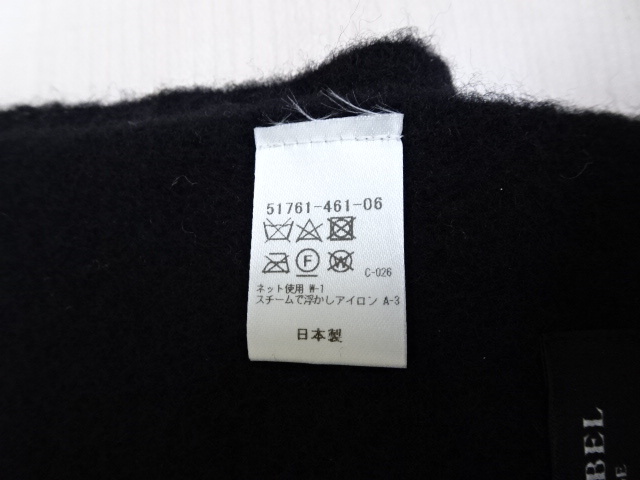 51761-461-06
F W C-026
ネット使用 W-1
スチームで浮かしアイロン A-3
日本製
BEL